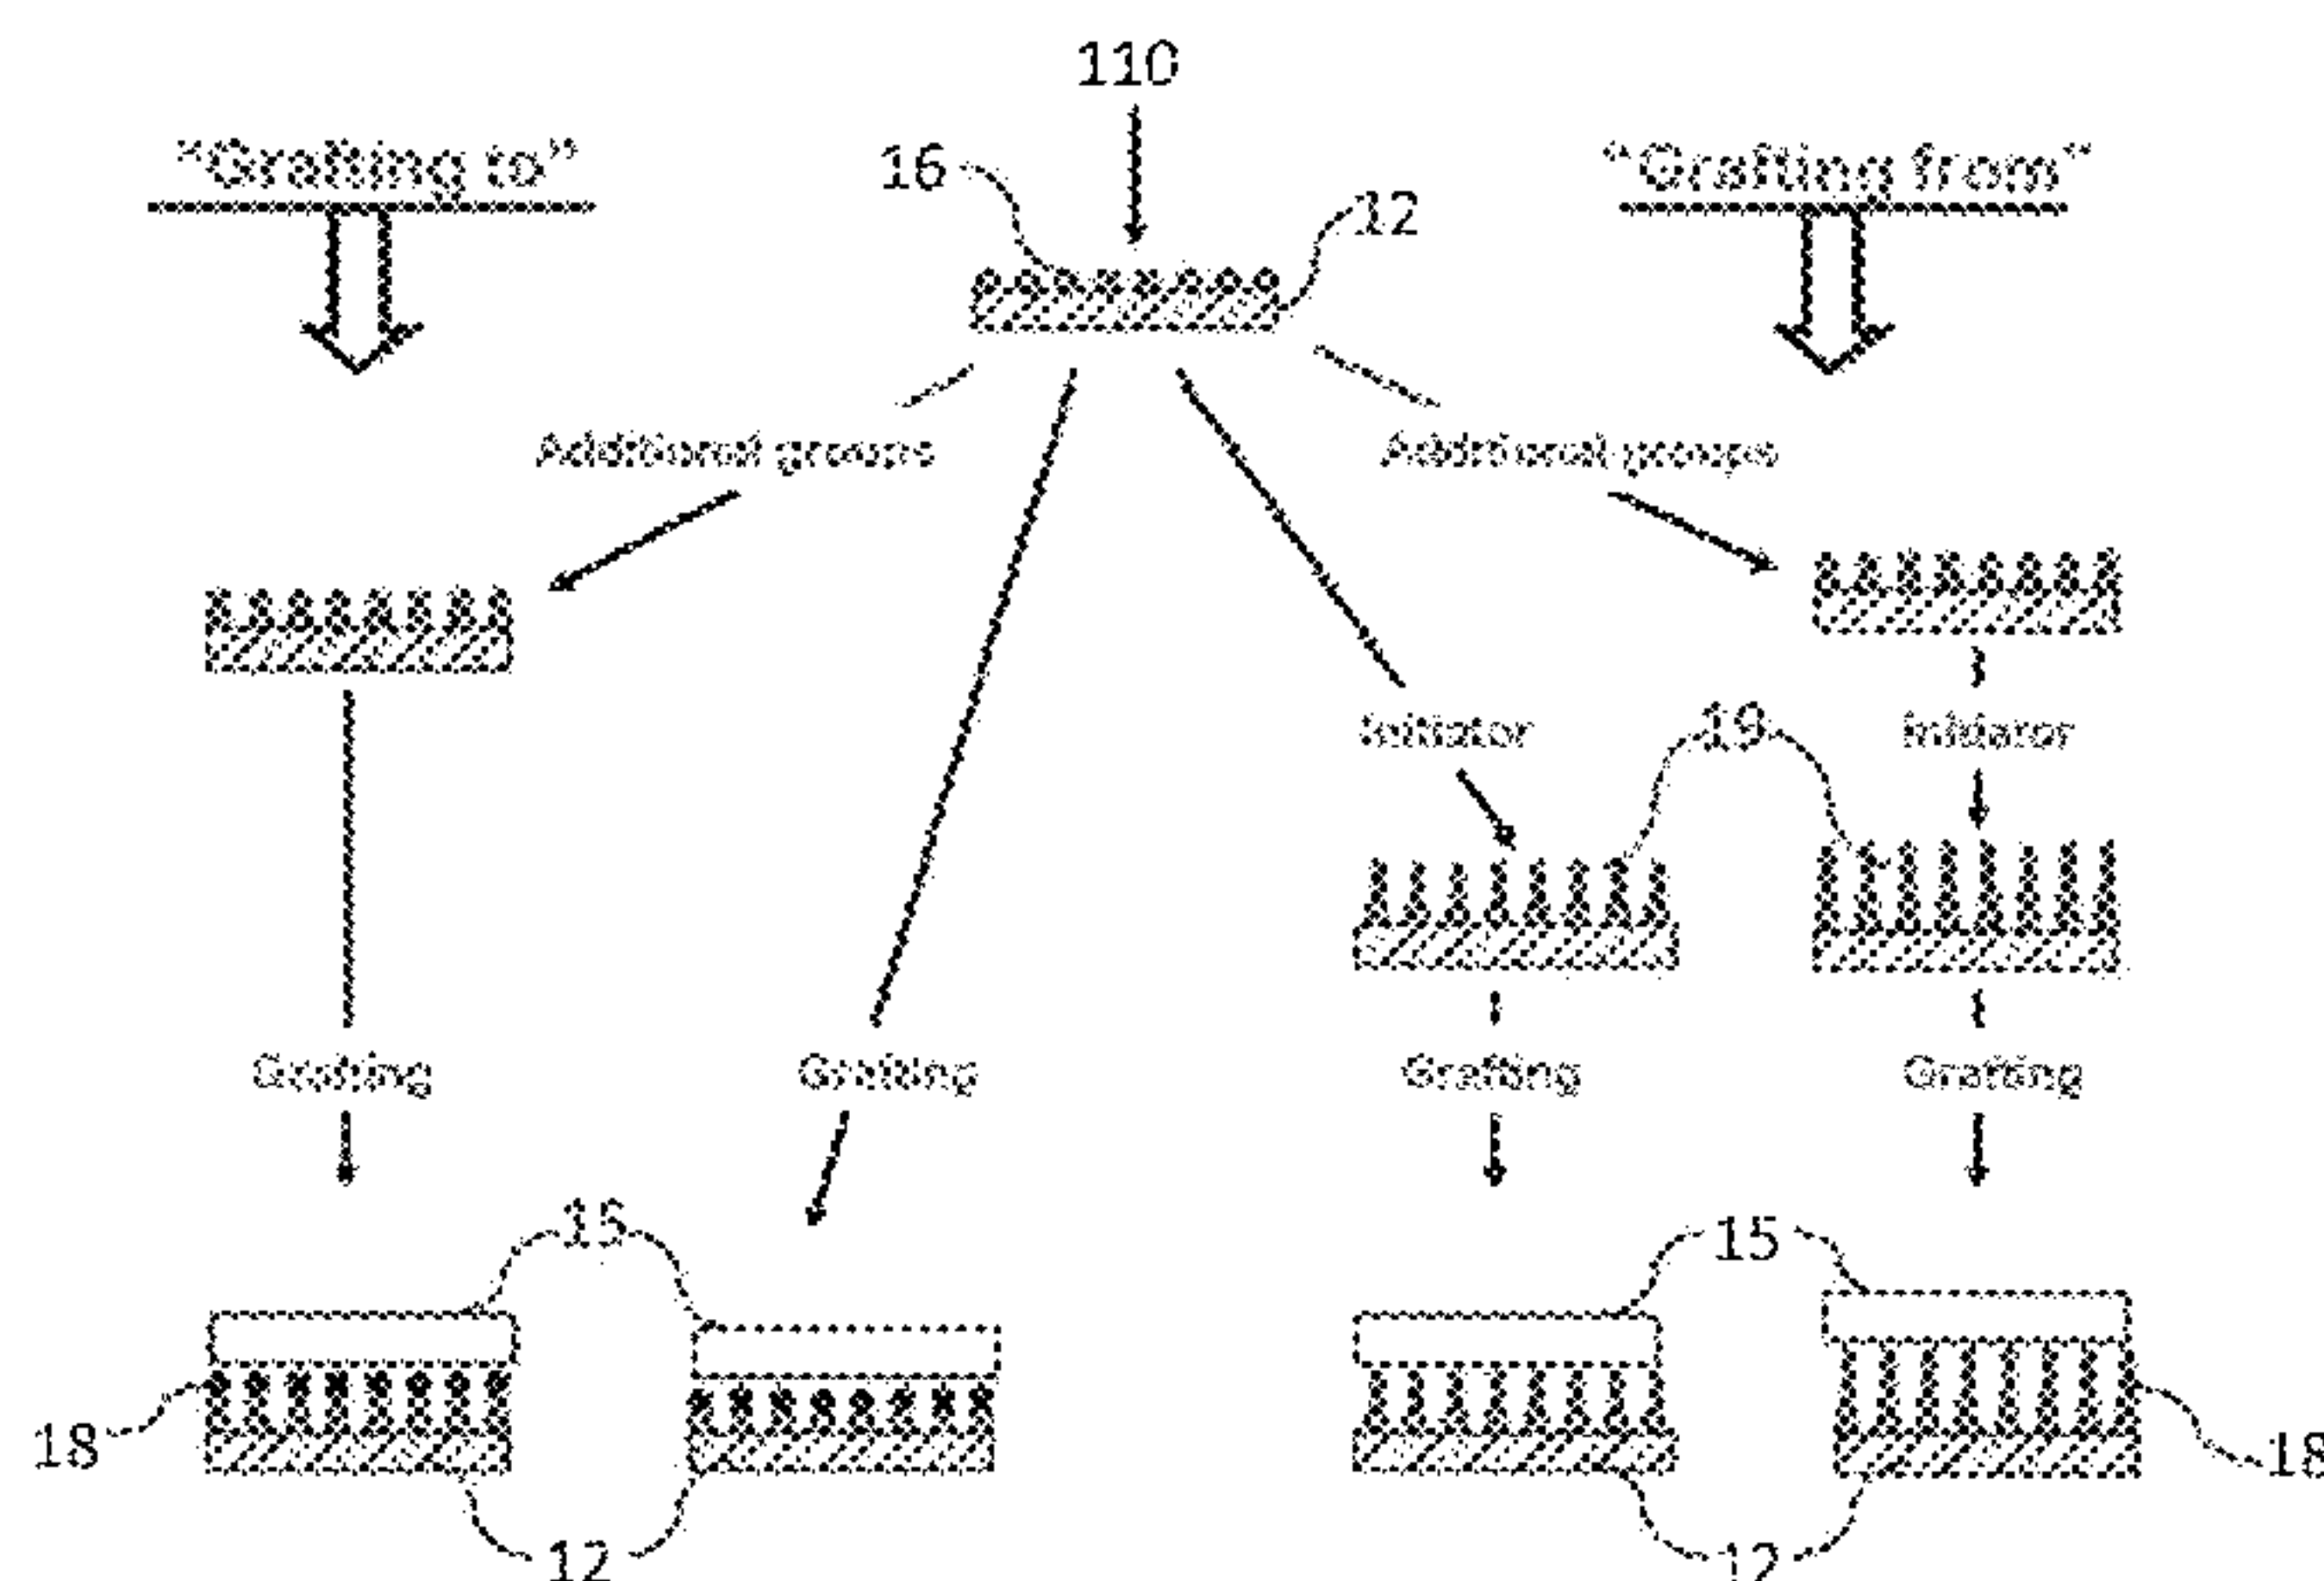 110
"Grafting to"
16
"Grafting from"
12
Additional groups
Additional groups
Initiator
19
Initiator
Grafting
Grafting
Grafting
Grafting
15
15
18
18
12
12